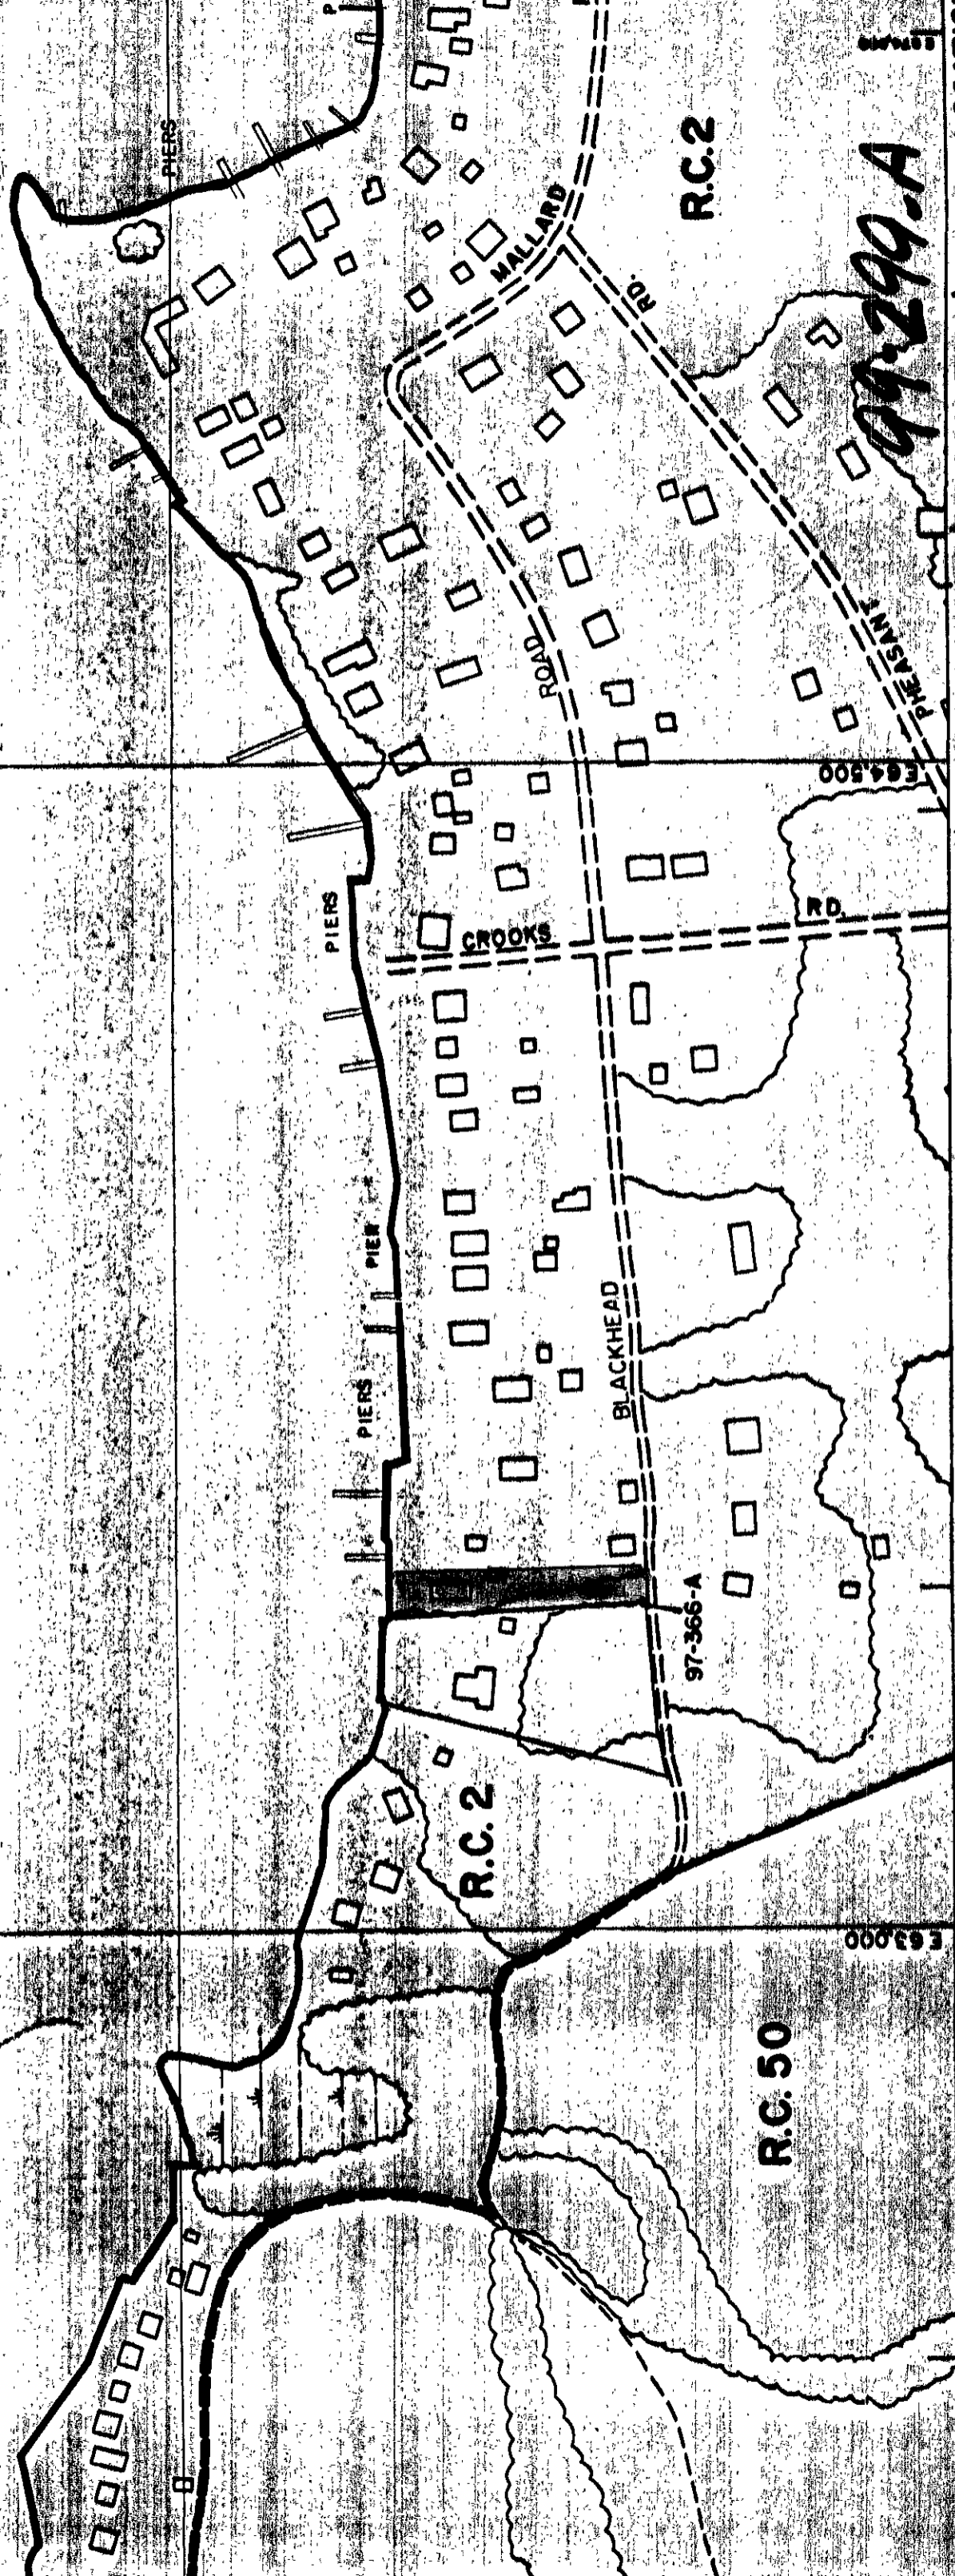 P
PIERS
R.C.2
99-299-A
MALLARD
RD.
ROAD
PHEASANT
E64,500
PIERS
CROOKS
RD.
PIER
BLACKHEAD
PIERS
97-366-A
R.C. 2
E 63,000
R.C. 50